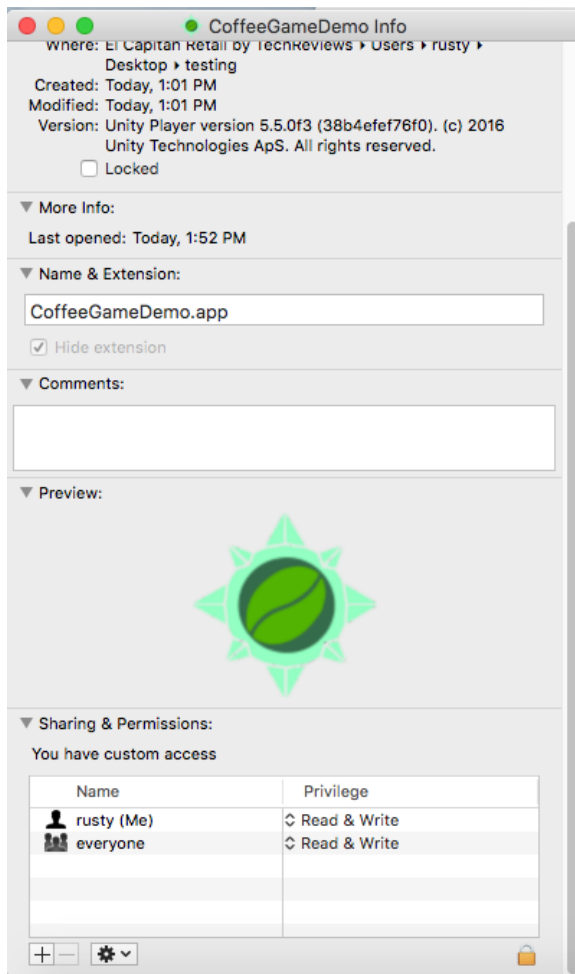 CoffeeGameDemo Info
Where: El Capitan Retail by TechReviews ▸ Users ▸ rusty ▸
Desktop ▸ testing
Created: Today, 1:01 PM
Modified: Today, 1:01 PM
Version: Unity Player version 5.5.0f3 (38b4efef76f0). (c) 2016
Unity Technologies ApS. All rights reserved.
Locked
More Info:
Last opened: Today, 1:52 PM
Name & Extension:
CoffeeGameDemo.app
Hide extension
Comments:
Preview:
Sharing & Permissions:
You have custom access
Name Privilege
rusty (Me) Read & Write
everyone Read & Write